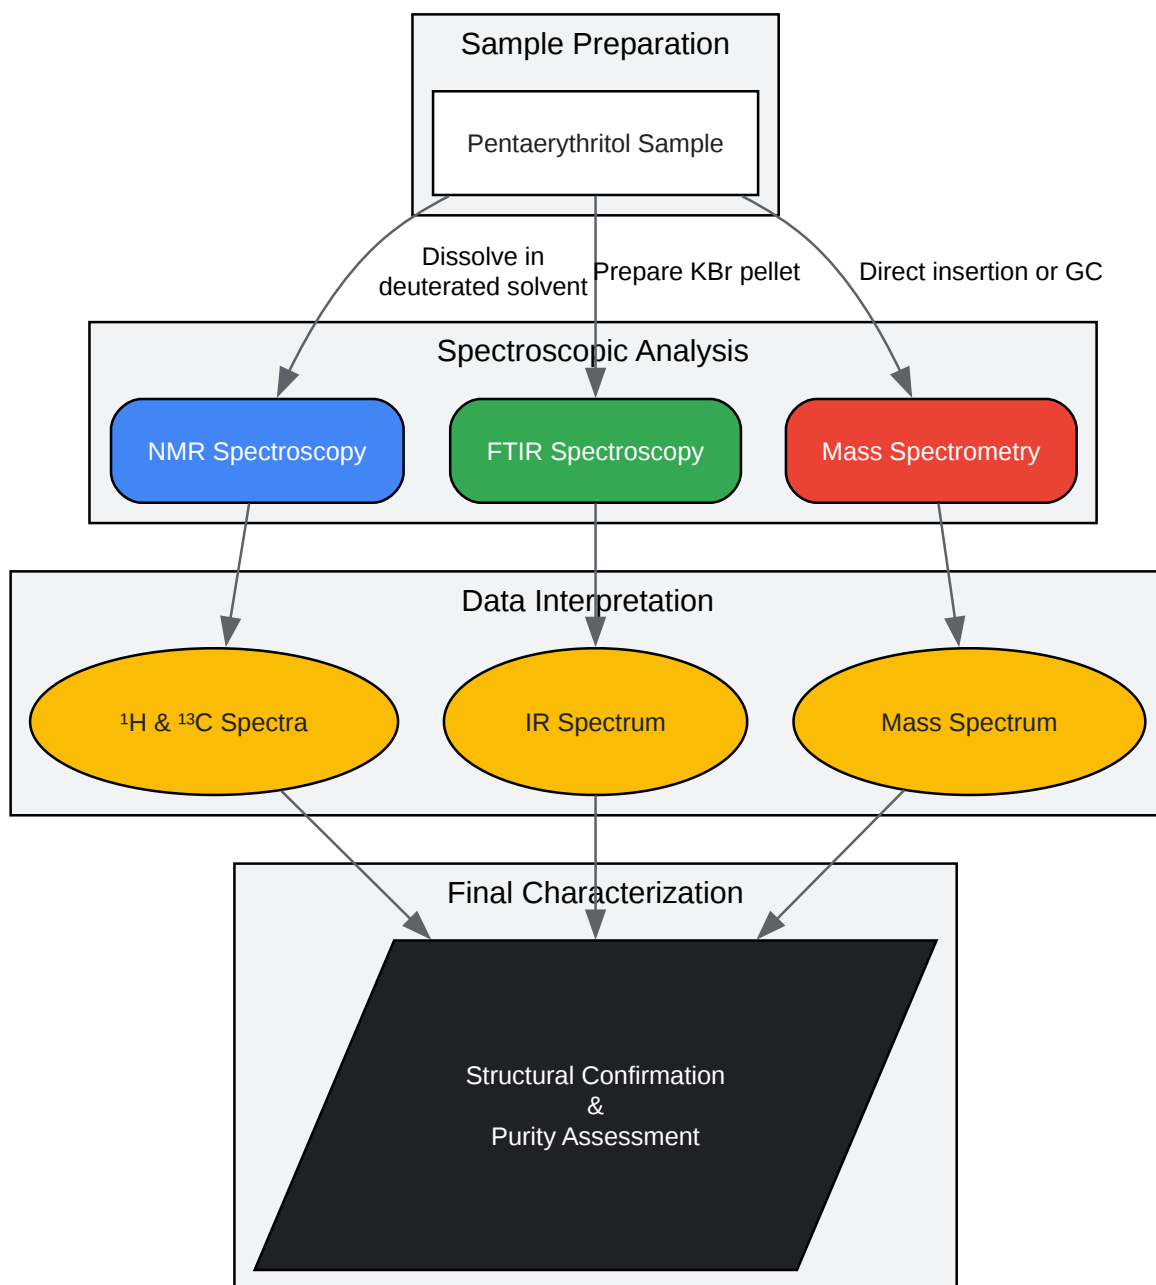 Sample Preparation
Pentaerythritol Sample
Dissolve in
deuterated solvent
Prepare KBr pellet
Direct insertion or GC
Spectroscopic Analysis
NMR Spectroscopy
FTIR Spectroscopy
Mass Spectrometry
Data Interpretation
¹H & ¹³C Spectra
IR Spectrum
Mass Spectrum
Final Characterization
Structural Confirmation
&
Purity Assessment